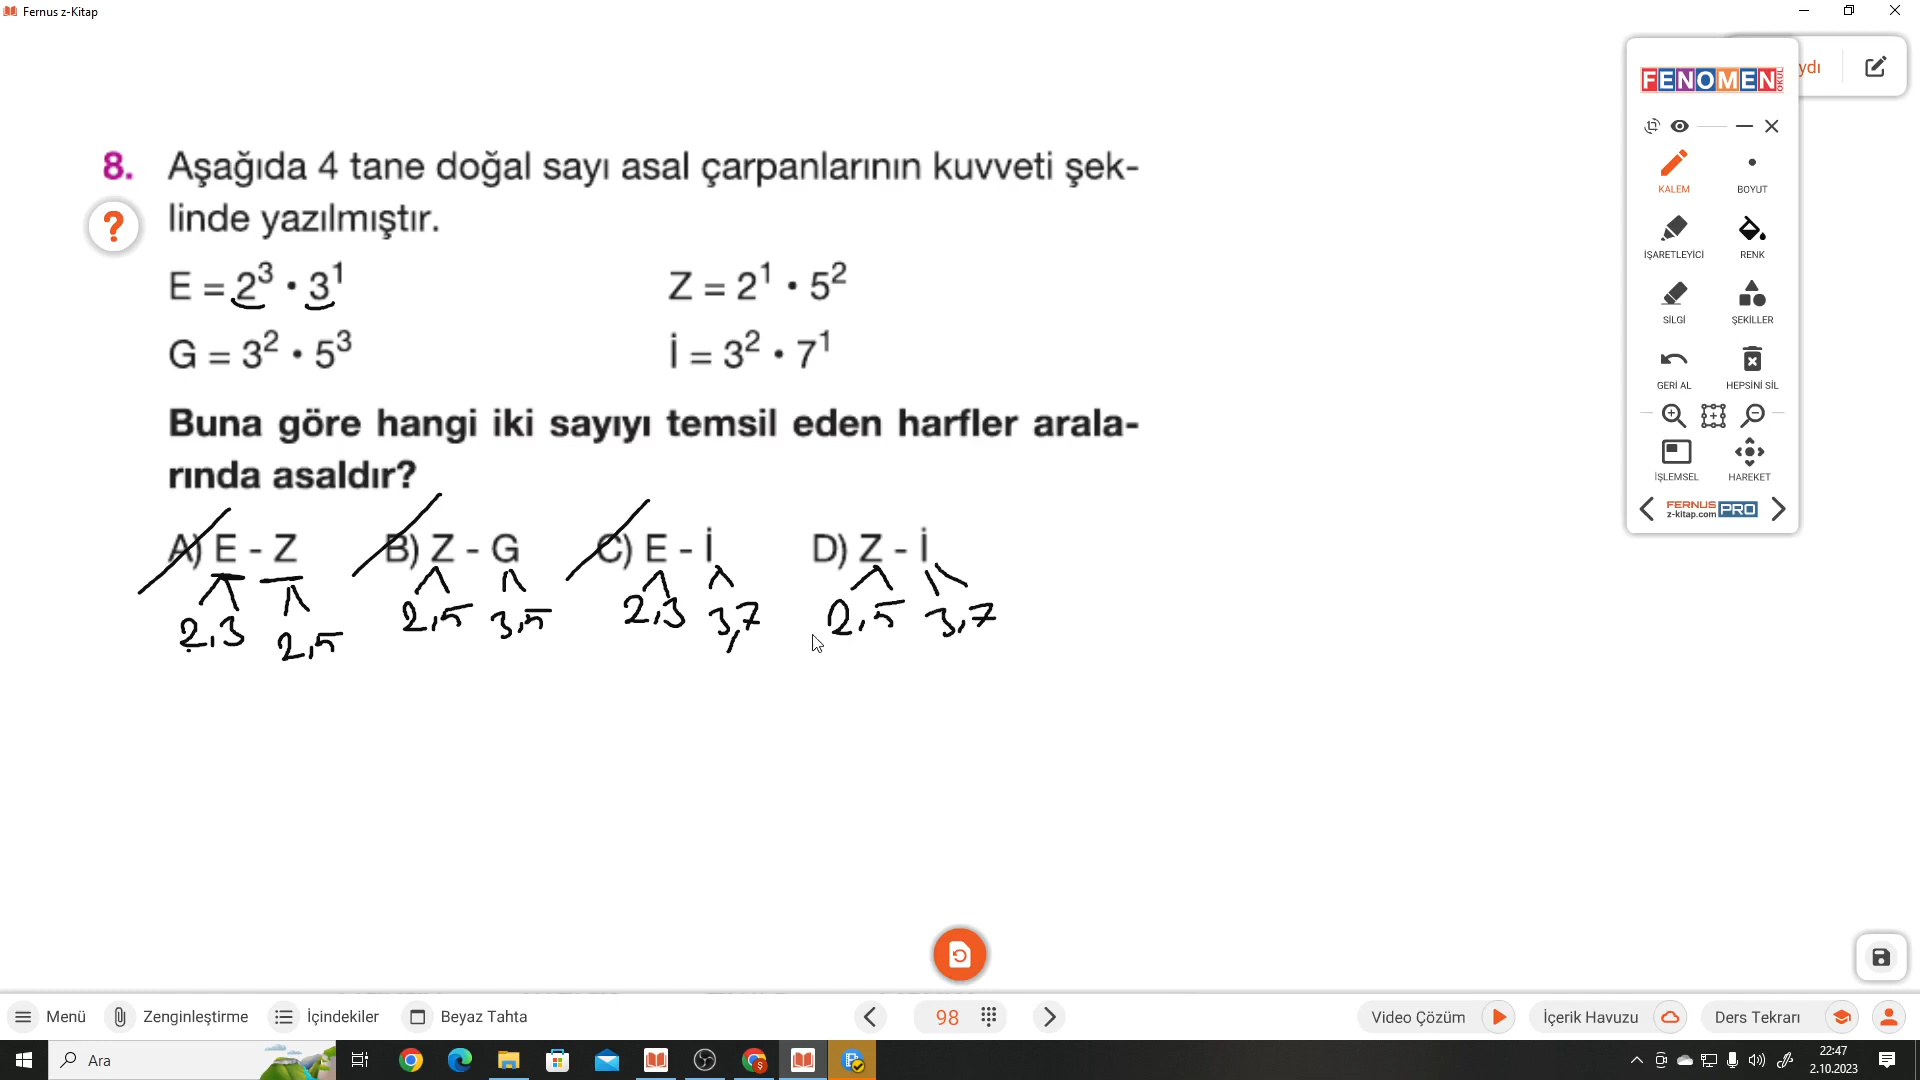 Fernus z-Kitap
ydı
FENOMEN OKUL
8. Aşağıda 4 tane doğal sayı asal çarpanlarının kuvveti şek-
linde yazılmıştır.
E = 2³ • 3¹
Z = 2¹ • 5²
G = 3² • 5³
İ = 3² • 7¹
Buna göre hangi iki sayıyı temsil eden harfler arala-
rında asaldır?
A) E - Z B) Z - G C) E - İ D) Z - İ
2,3 2,5 2,5 3,5 2,3 3,7 2,5 3,7
KALEM BOYUT
İŞARETLEYİCİ RENK
SİLGİ ŞEKİLLER
GERİ AL HEPSİNİ SİL
İŞLEMSEL HAREKET
FERNUS z-kitap.com PRO
Menü Zenginleştirme İçindekiler Beyaz Tahta 98 Video Çözüm İçerik Havuzu Ders Tekrarı
Ara
22:47
2.10.2023